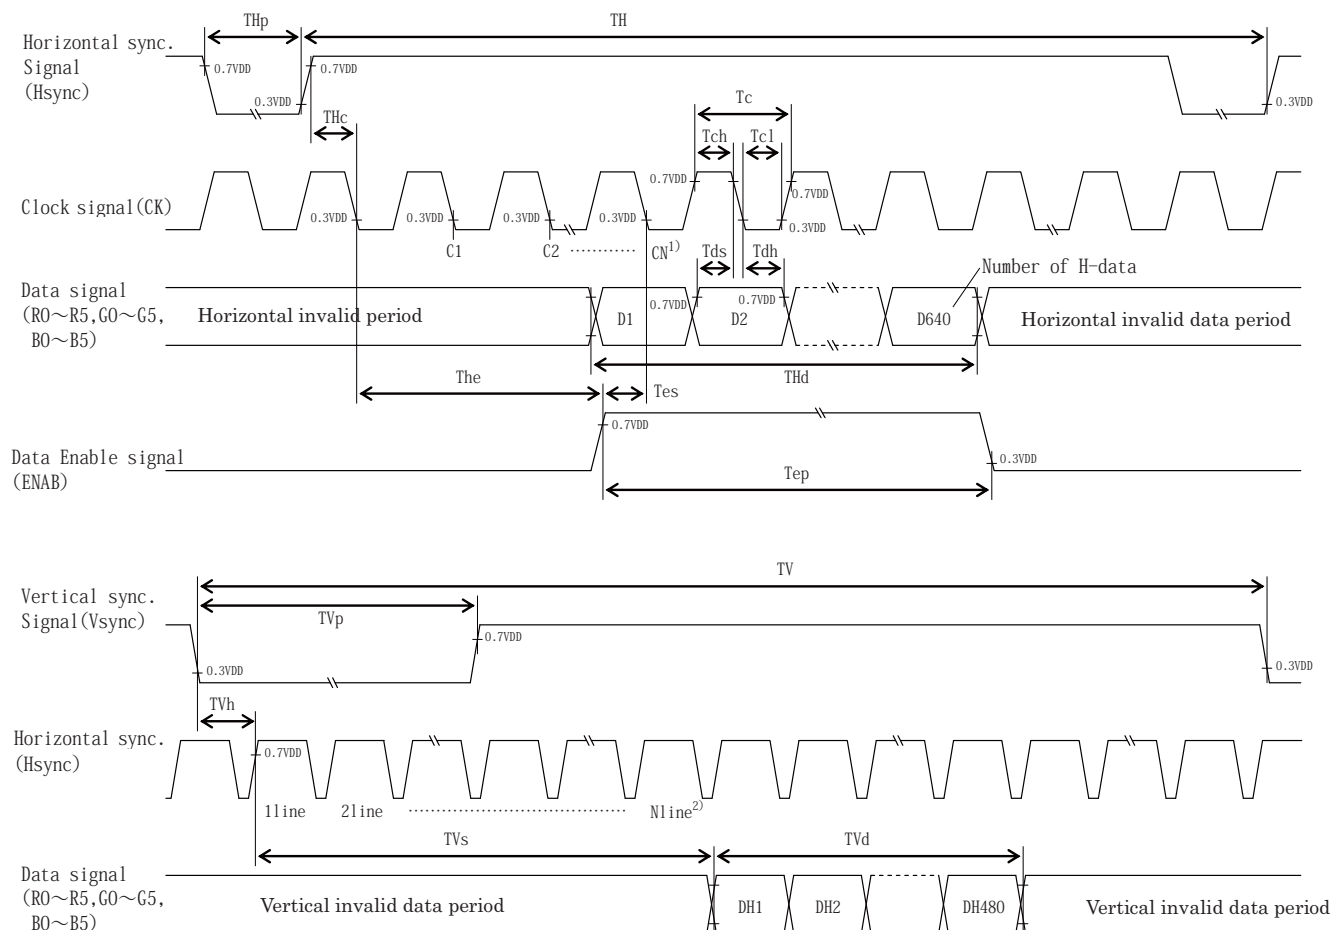 THp
TH
Horizontal sync.
Signal
(Hsync)
0.7VDD
0.7VDD
0.3VDD
0.3VDD
THc
Tc
Tch
Tcl
Clock signal(CK)
0.7VDD
0.7VDD
0.3VDD
0.3VDD
0.3VDD
0.3VDD
0.3VDD
C1
C2
············
CN1)
Tds
Tdh
Number of H-data
Data signal
(R0～R5,G0～G5,
B0～B5)
Horizontal invalid period
0.7VDD
0.7VDD
D1
D2
D640
Horizontal invalid data period
THd
The
Tes
0.7VDD
Data Enable signal
(ENAB)
0.3VDD
Tep
TV
Vertical sync.
Signal(Vsync)
TVp
0.7VDD
0.3VDD
0.3VDD
TVh
Horizontal sync.
(Hsync)
0.7VDD
1line
2line
········································
Nline2)
TVs
TVd
Data signal
(R0～R5,G0～G5,
B0～B5)
Vertical invalid data period
DH1
DH2
DH480
Vertical invalid data period